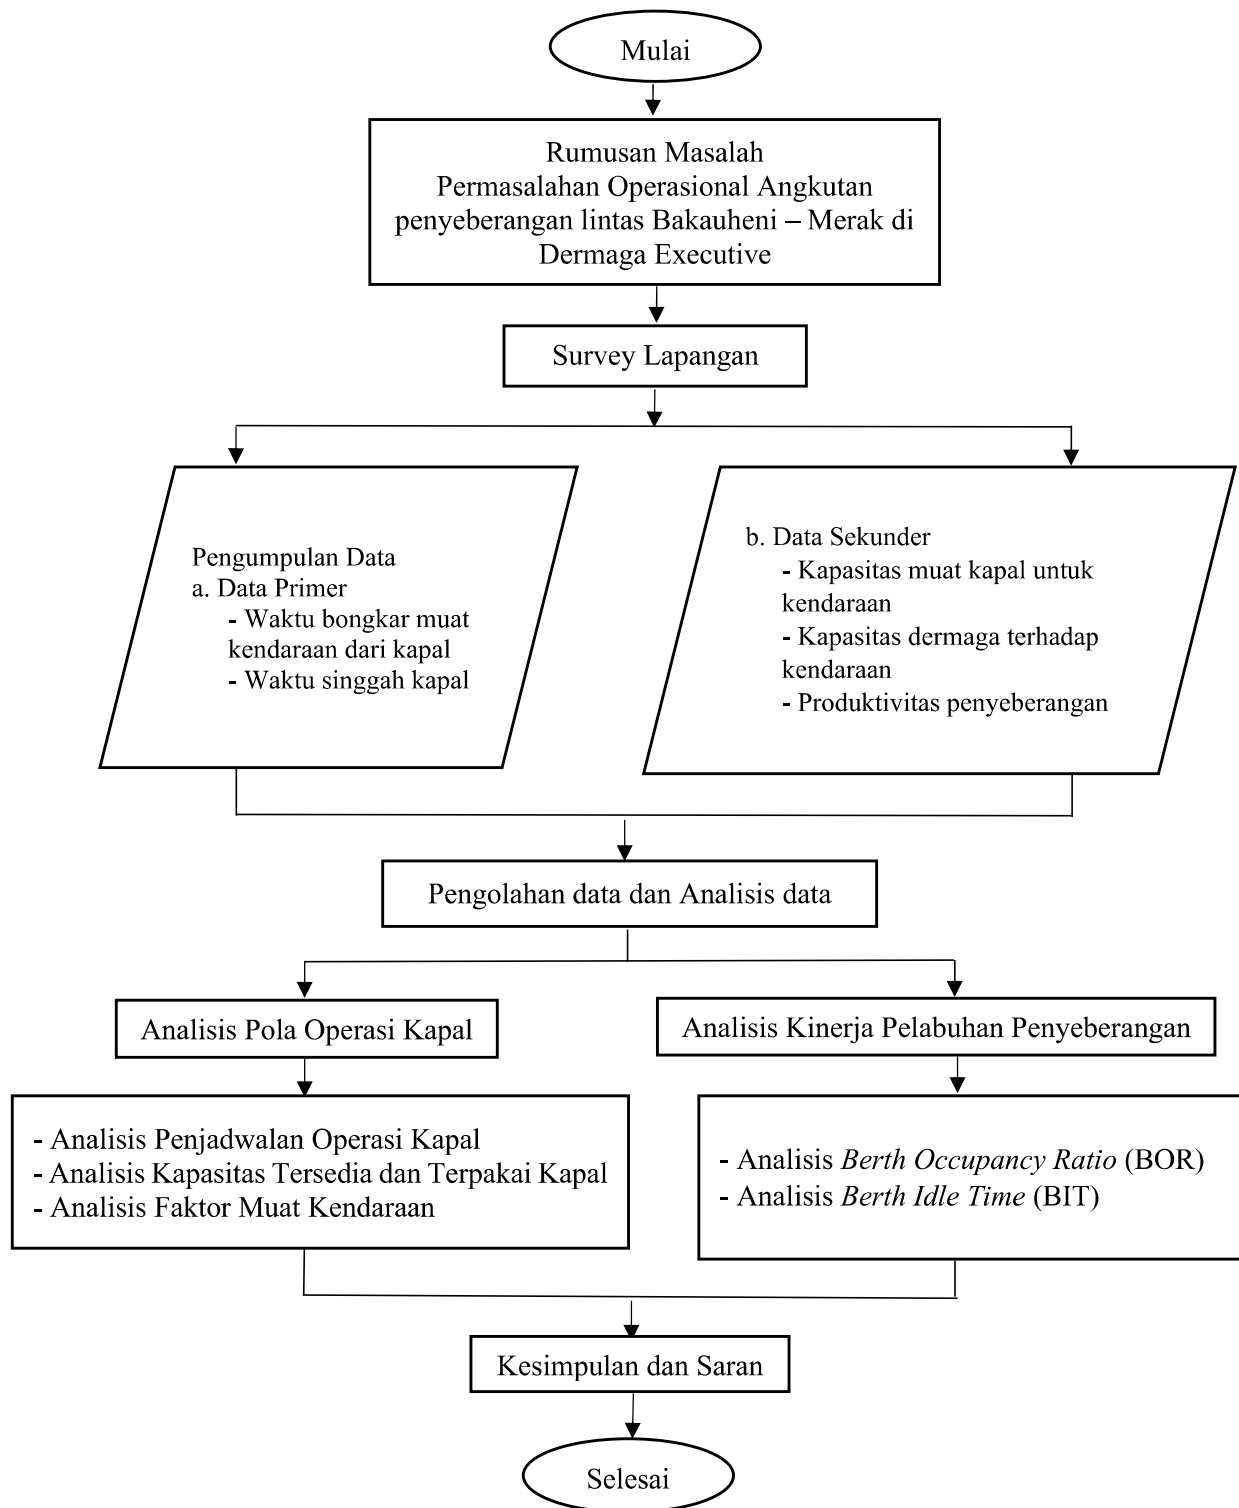 Mulai
Rumusan Masalah
Permasalahan Operasional Angkutan
penyeberangan lintas Bakauheni – Merak di
Dermaga Executive
Survey Lapangan
Pengumpulan Data
a. Data Primer
- Waktu bongkar muat
kendaraan dari kapal
- Waktu singgah kapal
b. Data Sekunder
- Kapasitas muat kapal untuk
kendaraan
- Kapasitas dermaga terhadap
kendaraan
- Produktivitas penyeberangan
Pengolahan data dan Analisis data
Analisis Pola Operasi Kapal
Analisis Kinerja Pelabuhan Penyeberangan
- Analisis Penjadwalan Operasi Kapal
- Analisis Kapasitas Tersedia dan Terpakai Kapal
- Analisis Faktor Muat Kendaraan
- Analisis Berth Occupancy Ratio (BOR)
- Analisis Berth Idle Time (BIT)
Kesimpulan dan Saran
Selesai